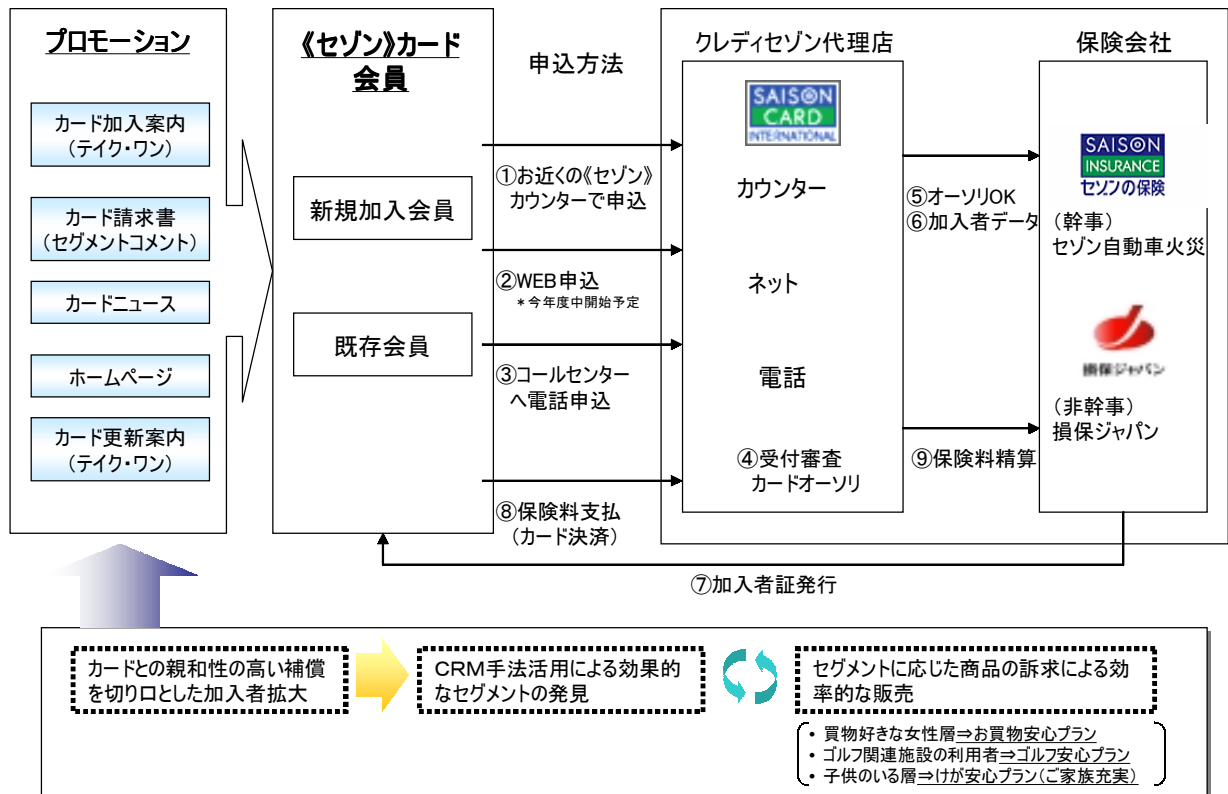 プロモーション
カード加入案内
(テイク・ワン)
カード請求書
(セグメントコメント)
カードニュース
ホームページ
カード更新案内
(テイク・ワン)
《セゾン》カード
会員
新規加入会員
既存会員
申込方法
①お近くの《セゾン》
カウンターで申込
②WEB申込
*今年度中開始予定
③コールセンター
へ電話申込
⑧保険料支払
(カード決済)
クレディセゾン代理店
SAISON
CARD
INTERNATIONAL
カウンター
ネット
電話
④受付審査
カードオーソリ
⑤オーソリOK
⑥加入者データ
⑨保険料精算
保険会社
SAISON
INSURANCE
セゾンの保険
(幹事)
セゾン自動車火災
損保ジャパン
(非幹事)
損保ジャパン
⑦加入者証発行
カードとの親和性の高い補償
を切り口とした加入者拡大
CRM手法活用による効果的
なセグメントの発見
セグメントに応じた商品の訴求による効
率的な販売
• 買物好きな女性層⇒お買物安心プラン
• ゴルフ関連施設の利用者⇒ゴルフ安心プラン
• 子供のいる層⇒けが安心プラン(ご家族充実)